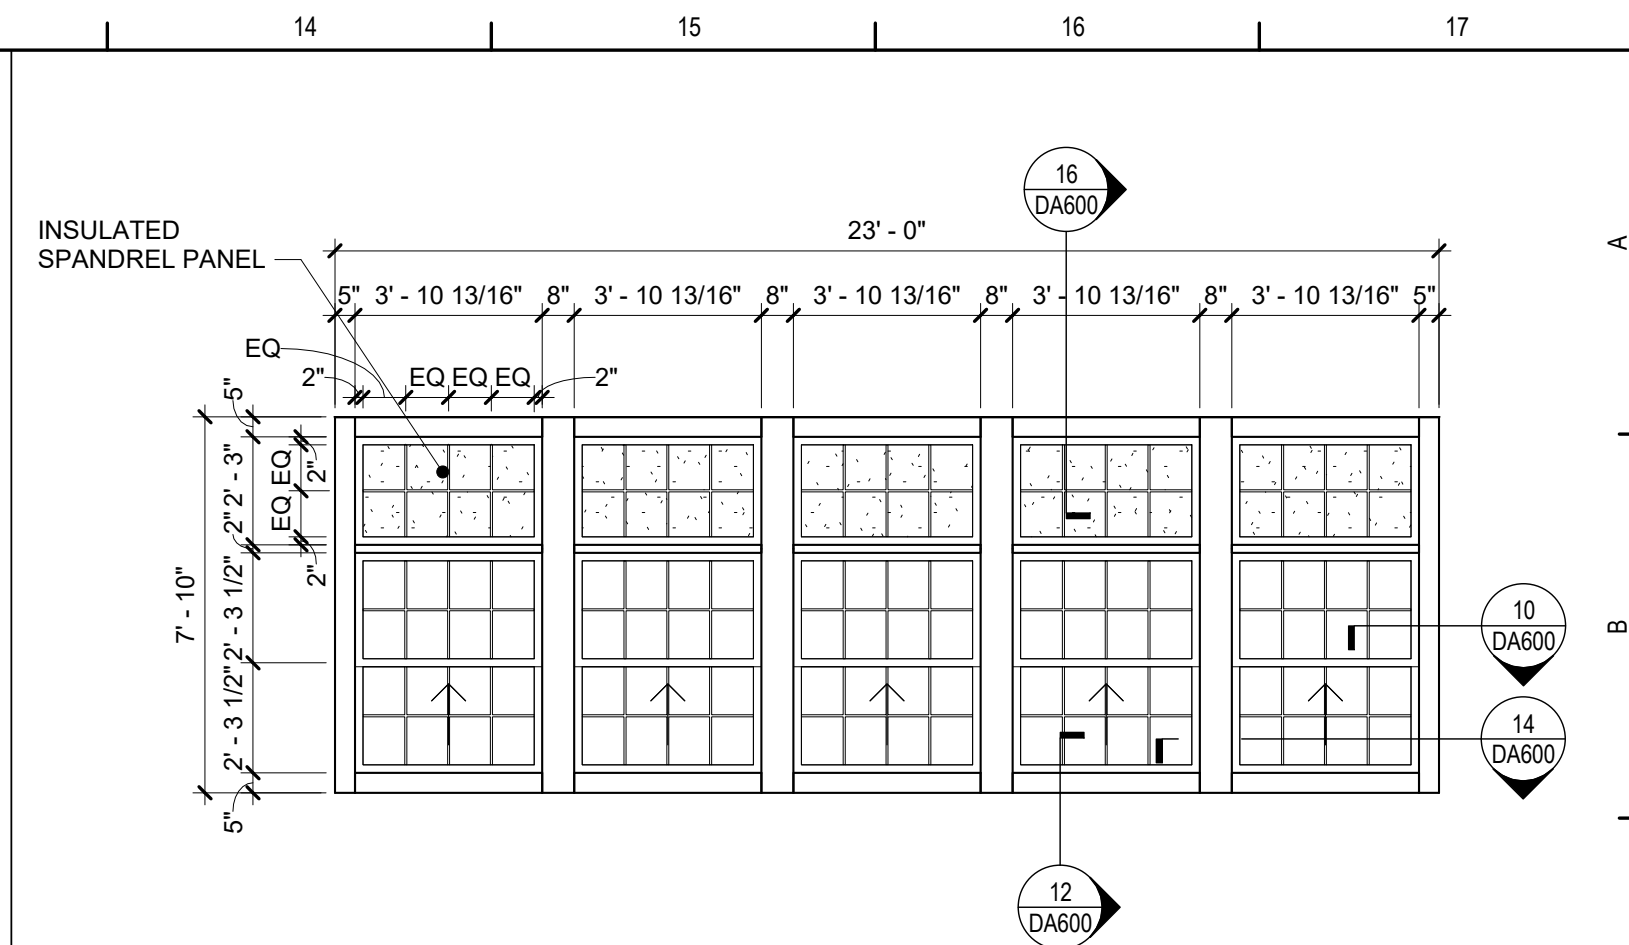 14
15
16
17
A
B
16
DA600
INSULATED
SPANDREL PANEL
23' - 0"
5"
3' - 10 13/16"
8"
3' - 10 13/16"
8"
3' - 10 13/16"
8"
3' - 10 13/16"
8"
3' - 10 13/16"
5"
EQ
2"
EQ
EQ
EQ
2"
7' - 10"
5"
2' - 3"
2"
2' - 3 1/2"
2' - 3 1/2"
5"
2"
EQ
EQ
2"
10
DA600
14
DA600
12
DA600